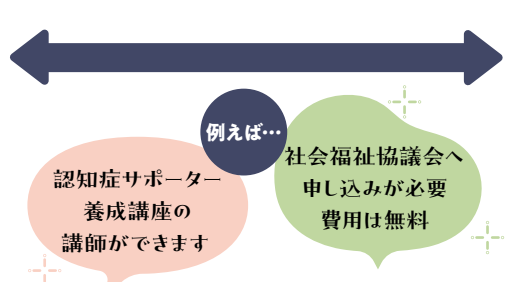 例えば…
認知症サポーター
養成講座の
講師ができます
社会福祉協議会へ
申し込みが必要
費用は無料